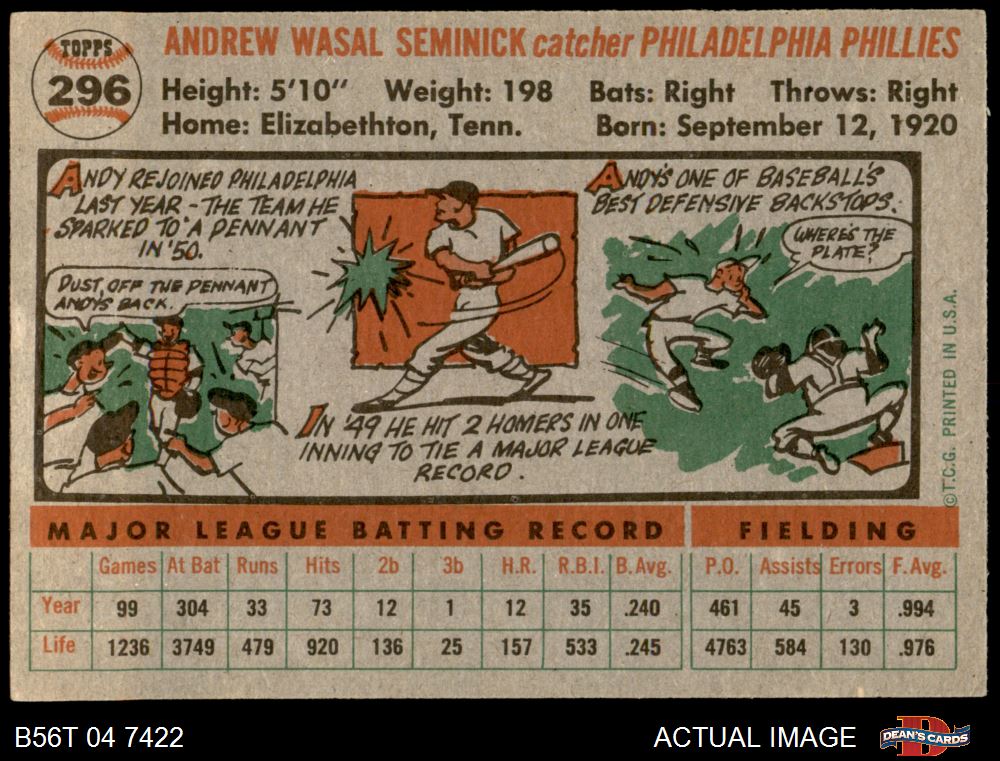 TOPPS
296
ANDREW WASAL SEMINICK catcher PHILADELPHIA PHILLIES
Height: 5'10" Weight: 198 Bats: Right Throws: Right
Home: Elizabethton, Tenn. Born: September 12, 1920
ANDY REJOINED PHILADELPHIA
LAST YEAR - THE TEAM HE
SPARKED TO A PENNANT
IN '50.
DUST OFF THE PENNANT
ANDY'S BACK.
IN '49 HE HIT 2 HOMERS IN ONE
INNING TO TIE A MAJOR LEAGUE
RECORD.
ANDY'S ONE OF BASEBALL'S
BEST DEFENSIVE BACKSTOPS.
WHERE'S THE
PLATE?
©T.C.G. PRINTED IN U.S.A.
MAJOR LEAGUE BATTING RECORD FIELDING
Games At Bat Runs Hits 2b 3b H.R. R.B.I. B. Avg. P.O. Assists Errors F. Avg.
Year 99 304 33 73 12 1 12 35 .240 461 45 3 .994
Life 1236 3749 479 920 136 25 157 533 .245 4763 584 130 .976
B56T 04 7422 ACTUAL IMAGE DEAN'S CARDS